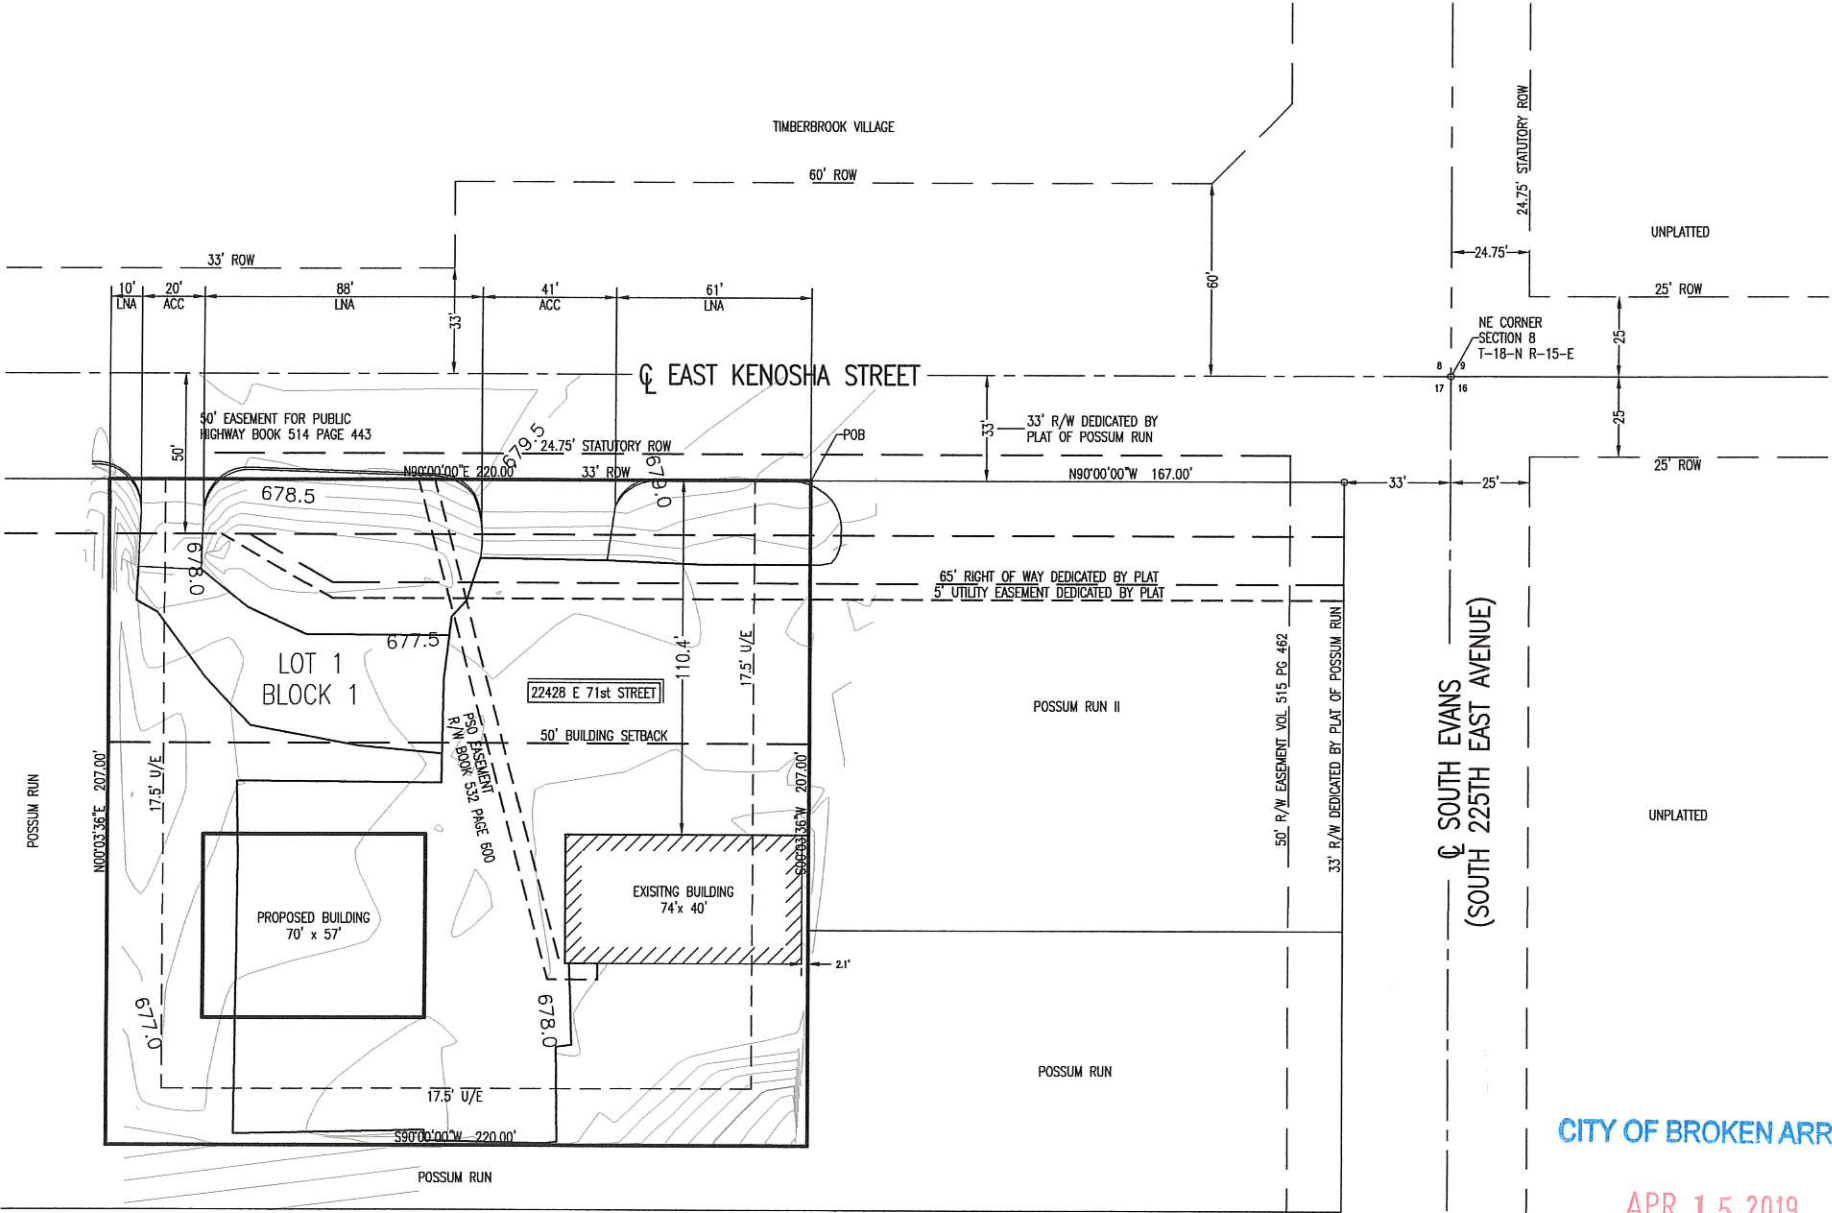 TIMBERBROOK VILLAGE
60' ROW
24.75' STATUTORY ROW
UNPLATTED
24.75'
33' ROW
10'
LNA
20'
ACC
88'
LNA
41'
ACC
61'
LNA
33'
60'
25' ROW
NE CORNER
SECTION 8
T-18-N R-15-E
25
8 9
17 16
℄ EAST KENOSHA STREET
50' EASEMENT FOR PUBLIC
HIGHWAY BOOK 514 PAGE 443
50'
679.5
24.75' STATUTORY ROW
POB
33'
33' R/W DEDICATED BY
PLAT OF POSSUM RUN
25
25' ROW
N90°00'00"E 220.00'
33' ROW
679.0
N90°00'00"W 167.00'
33'
25'
678.5
678.0
65' RIGHT OF WAY DEDICATED BY PLAT
5' UTILITY EASEMENT DEDICATED BY PLAT
677.5
LOT 1
BLOCK 1
22428 E 71st STREET
110.4'
17.5' U/E
POSSUM RUN II
50' R/W EASEMENT VOL 515 PG 462
33' R/W DEDICATED BY PLAT OF POSSUM RUN
℄ SOUTH EVANS
(SOUTH 225TH EAST AVENUE)
PSO EASEMENT
R/W BOOK 532 PAGE 600
50' BUILDING SETBACK
POSSUM RUN
N00°03'36"E 207.00'
17.5' U/E
S00°03'36"W 207.00'
UNPLATTED
EXISITNG BUILDING
74'x 40'
PROPOSED BUILDING
70' x 57'
2.1'
677.0
678.0
17.5' U/E
POSSUM RUN
S90°00'00"W 220.00'
POSSUM RUN
CITY OF BROKEN ARR
APR 15 2019